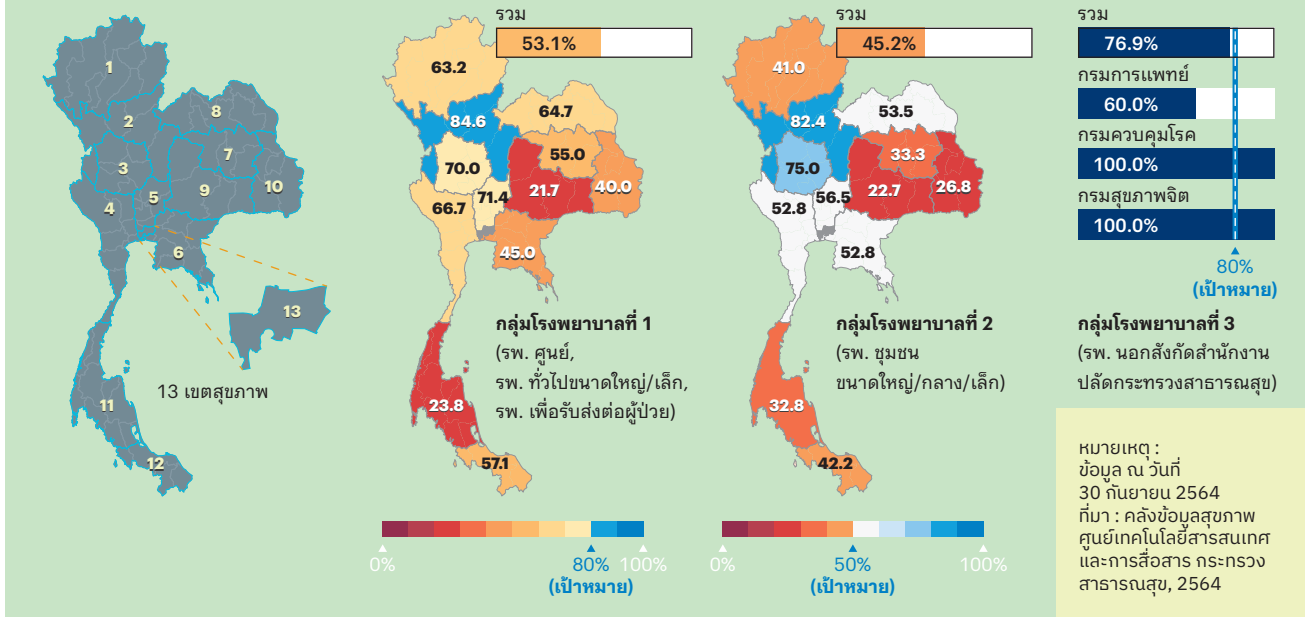 1
2
3
4
5
6
7
8
9
10
11
12
13
13 เขตสุขภาพ
รวม
53.1%
63.2
84.6
64.7
70.0
55.0
21.7
40.0
66.7
71.4
45.0
23.8
57.1
กลุ่มโรงพยาบาลที่ 1
(รพ. ศูนย์,
รพ. ทั่วไปขนาดใหญ่/เล็ก,
รพ. เพื่อรับส่งต่อผู้ป่วย)
0%
80%
(เป้าหมาย)
100%
รวม
45.2%
41.0
82.4
53.5
75.0
33.3
22.7
26.8
52.8
56.5
52.8
32.8
42.2
กลุ่มโรงพยาบาลที่ 2
(รพ. ชุมชน
ขนาดใหญ่/กลาง/เล็ก)
0%
50%
(เป้าหมาย)
100%
รวม
76.9%
กรมการแพทย์
60.0%
กรมควบคุมโรค
100.0%
กรมสุขภาพจิต
100.0%
80%
(เป้าหมาย)
กลุ่มโรงพยาบาลที่ 3
(รพ. นอกสังกัดสำนักงาน
ปลัดกระทรวงสาธารณสุข)
หมายเหตุ :
ข้อมูล ณ วันที่
30 กันยายน 2564
ที่มา : คลังข้อมูลสุขภาพ
ศูนย์เทคโนโลยีสารสนเทศ
และการสื่อสาร กระทรวง
สาธารณสุข, 2564